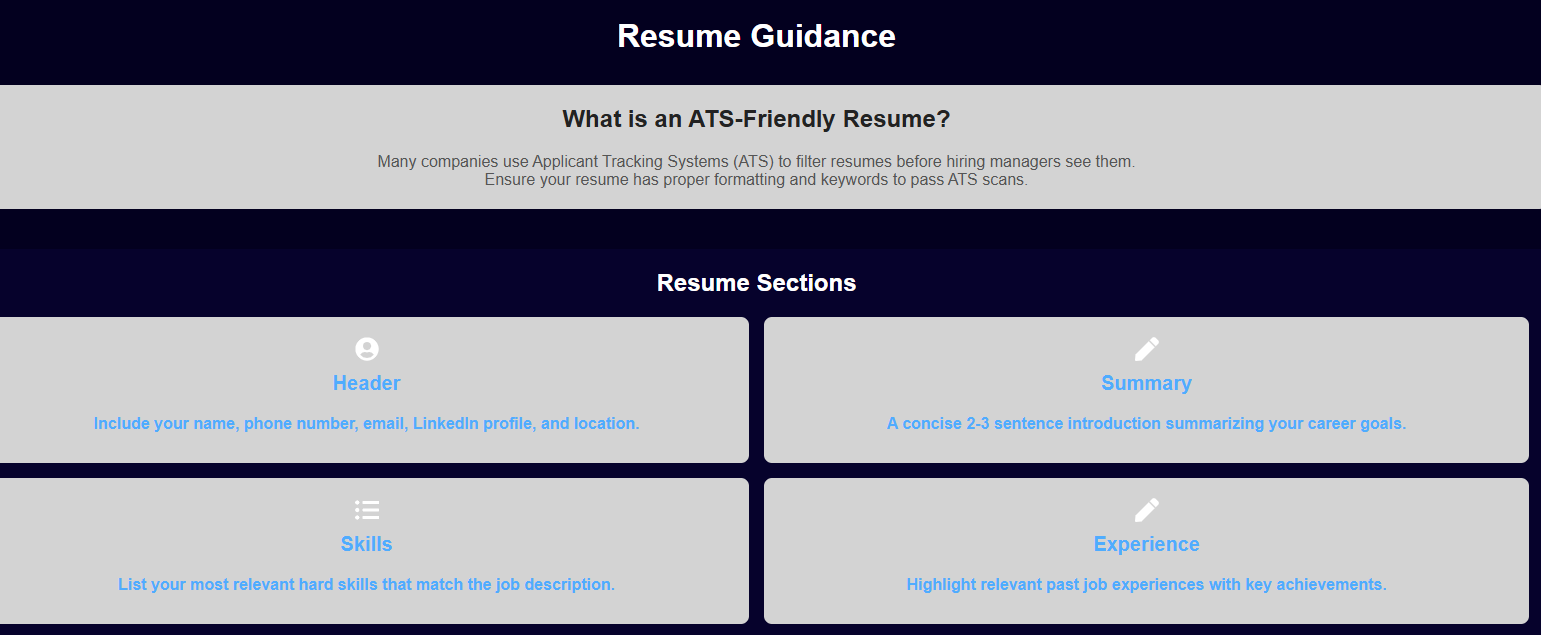 Resume Guidance
What is an ATS-Friendly Resume?
Many companies use Applicant Tracking Systems (ATS) to filter resumes before hiring managers see them.
Ensure your resume has proper formatting and keywords to pass ATS scans.
Resume Sections
Header
Include your name, phone number, email, LinkedIn profile, and location.
Summary
A concise 2-3 sentence introduction summarizing your career goals.
Skills
List your most relevant hard skills that match the job description.
Experience
Highlight relevant past job experiences with key achievements.